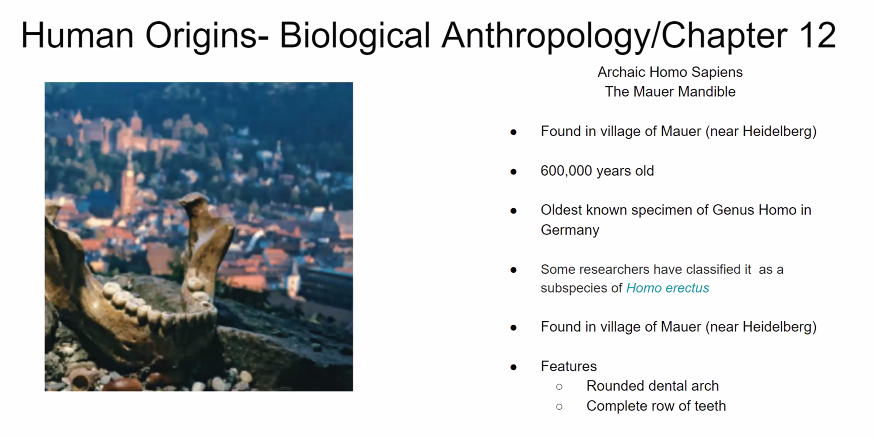 Human Origins- Biological Anthropology/Chapter 12
Archaic Homo Sapiens
The Mauer Mandible
● Found in village of Mauer (near Heidelberg)
● 600,000 years old
● Oldest known specimen of Genus Homo in
Germany
● Some researchers have classified it  as a
subspecies of Homo erectus
● Found in village of Mauer (near Heidelberg)
● Features
○ Rounded dental arch
○ Complete row of teeth